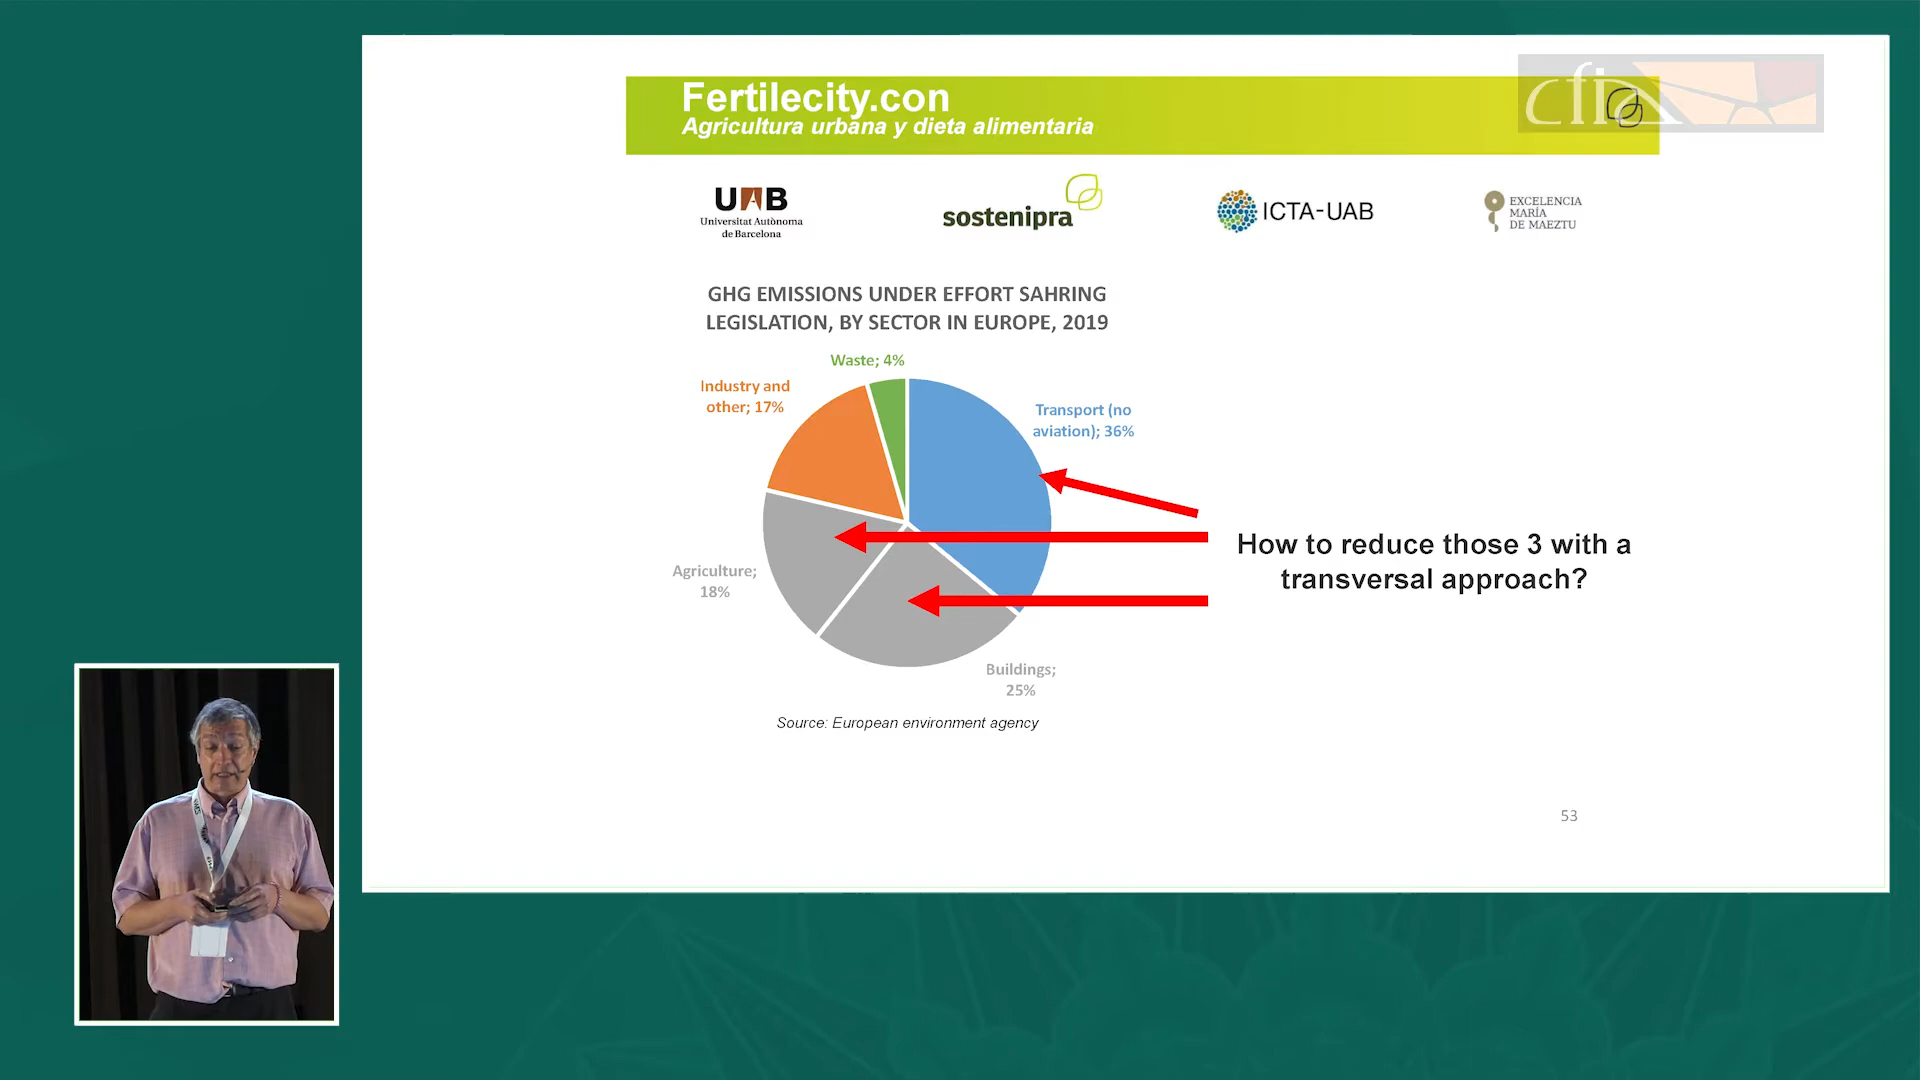 Fertilecity.con
Agricultura urbana y dieta alimentaria
cfia
UAB
Universitat Autònoma
de Barcelona
sostenipra
ICTA-UAB
EXCELENCIA
MARÍA
DE MAEZTU
GHG EMISSIONS UNDER EFFORT SAHRING
LEGISLATION, BY SECTOR IN EUROPE, 2019
Waste; 4%
Industry and
other; 17%
Transport (no
aviation); 36%
Agriculture;
18%
Buildings;
25%
How to reduce those 3 with a
transversal approach?
Source: European environment agency
53